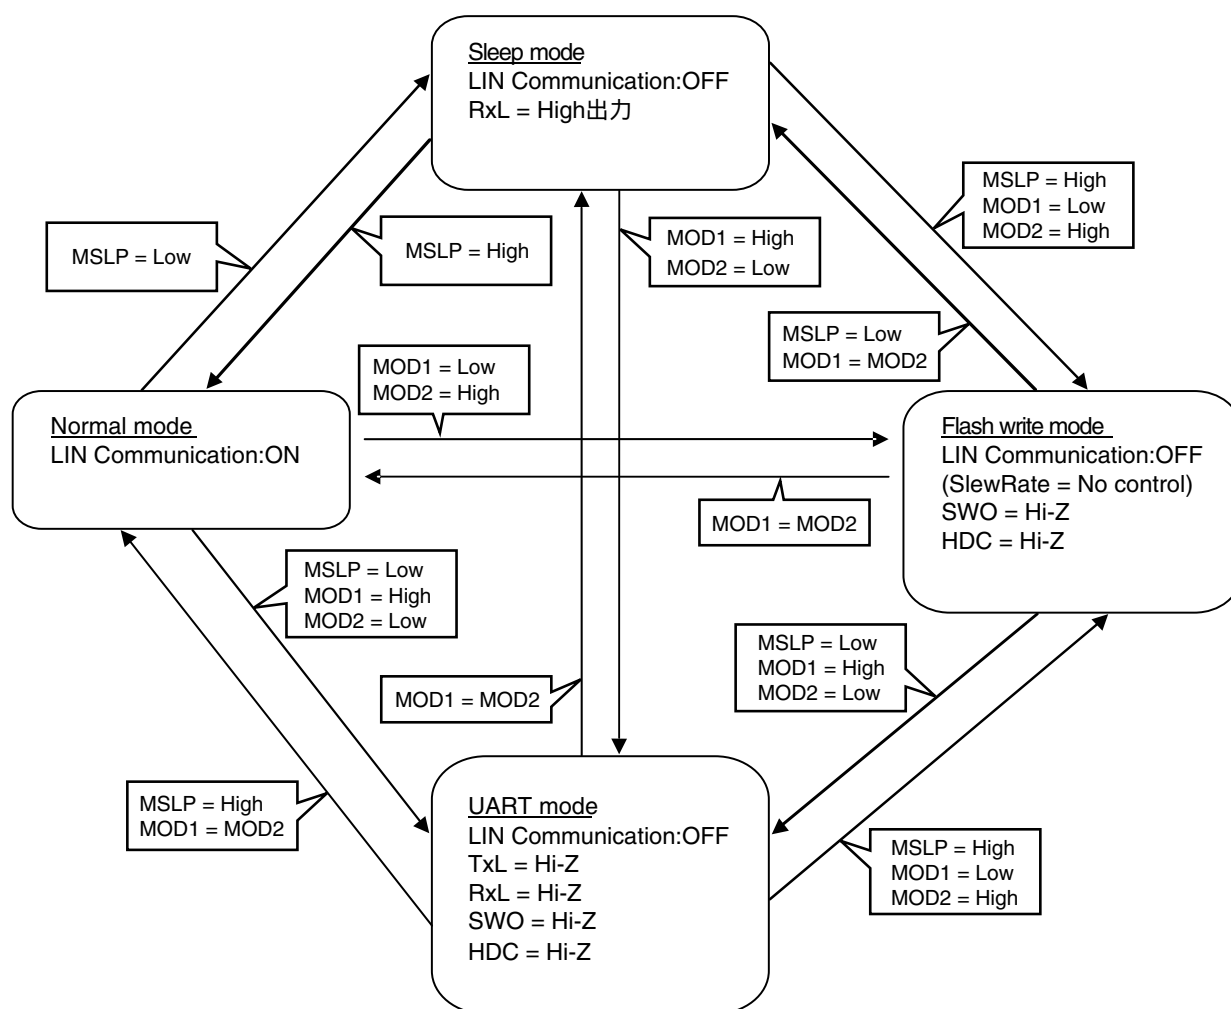 Sleep mode
LIN Communication:OFF
RxL = High出力
MSLP = High
MOD1 = Low
MOD2 = High
MSLP = Low
MSLP = High
MOD1 = High
MOD2 = Low
MSLP = Low
MOD1 = MOD2
MOD1 = Low
MOD2 = High
Normal mode
LIN Communication:ON
Flash write mode
LIN Communication:OFF
(SlewRate = No control)
SWO = Hi-Z
HDC = Hi-Z
MOD1 = MOD2
MSLP = Low
MOD1 = High
MOD2 = Low
MSLP = Low
MOD1 = High
MOD2 = Low
MOD1 = MOD2
MSLP = High
MOD1 = MOD2
UART mode
LIN Communication:OFF
TxL = Hi-Z
RxL = Hi-Z
SWO = Hi-Z
HDC = Hi-Z
MSLP = High
MOD1 = Low
MOD2 = High